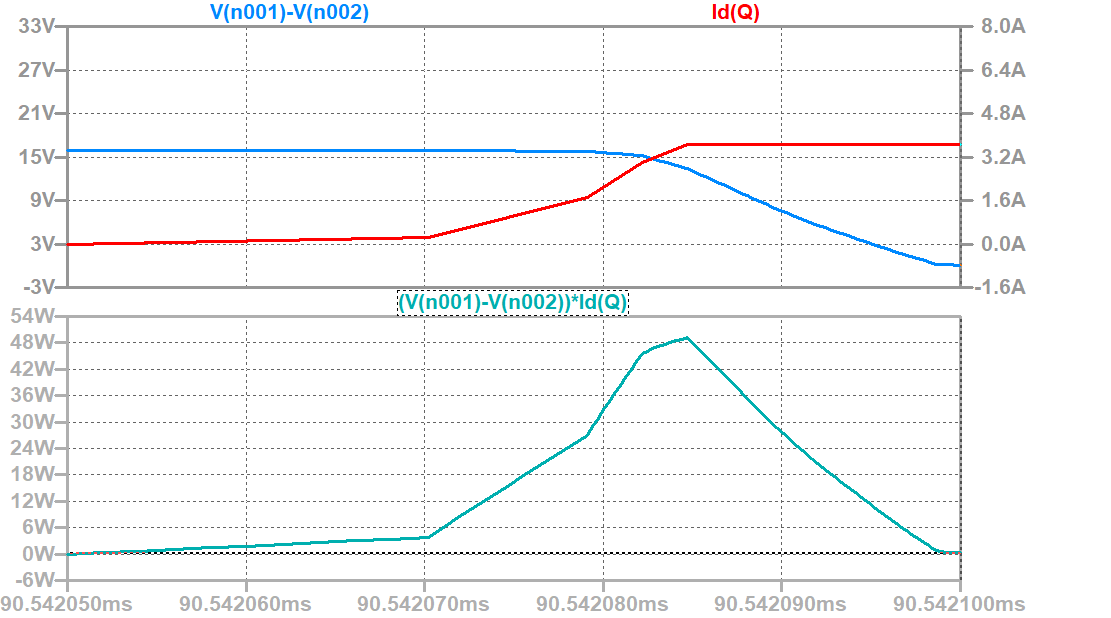 V(n001)-V(n002) Id(Q)
33V 8.0A
27V 6.4A
21V 4.8A
15V 3.2A
9V 1.6A
3V 0.0A
-3V -1.6A
(V(n001)-V(n002))*Id(Q)
54W
48W
42W
36W
30W
24W
18W
12W
6W
0W
-6W
90.542050ms 90.542060ms 90.542070ms 90.542080ms 90.542090ms 90.542100ms